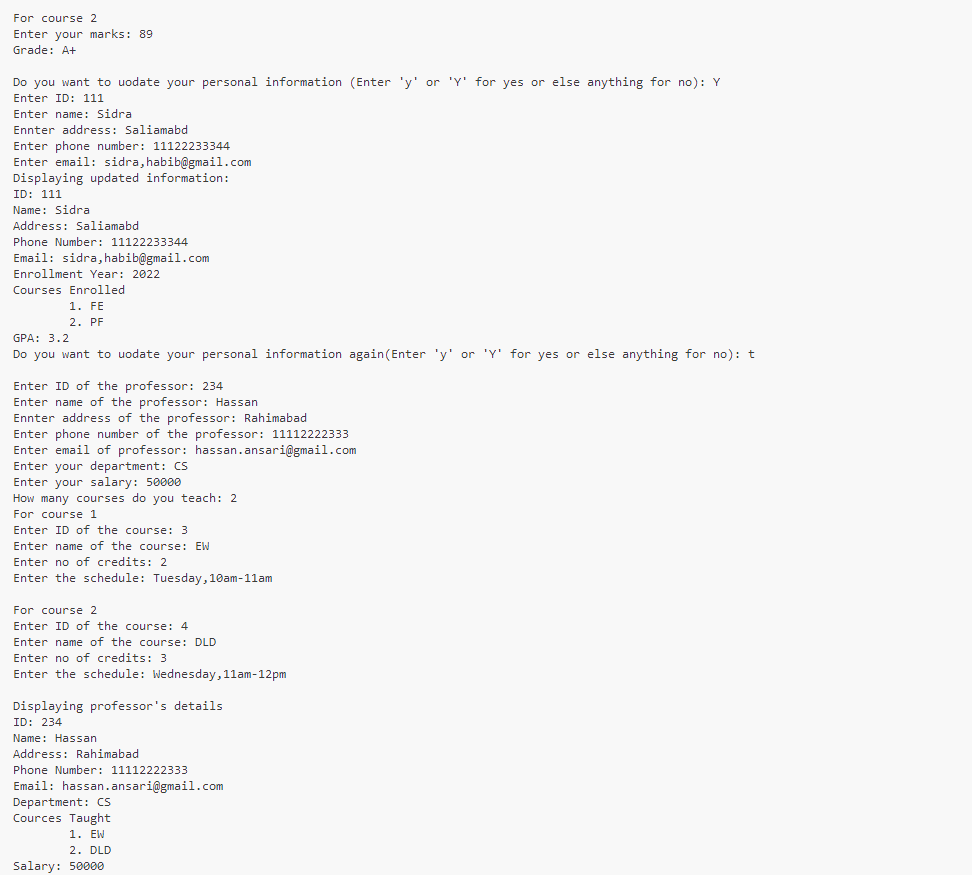 For course 2
Enter your marks: 89
Grade: A+
Do you want to uodate your personal information (Enter 'y' or 'Y' for yes or else anything for no): Y
Enter ID: 111
Enter name: Sidra
Ennter address: Saliamabd
Enter phone number: 11122233344
Enter email: sidra,habib@gmail.com
Displaying updated information:
ID: 111
Name: Sidra
Address: Saliamabd
Phone Number: 11122233344
Email: sidra,habib@gmail.com
Enrollment Year: 2022
Courses Enrolled
1. FE
2. PF
GPA: 3.2
Do you want to uodate your personal information again(Enter 'y' or 'Y' for yes or else anything for no): t
Enter ID of the professor: 234
Enter name of the professor: Hassan
Ennter address of the professor: Rahimabad
Enter phone number of the professor: 11112222333
Enter email of professor: hassan.ansari@gmail.com
Enter your department: CS
Enter your salary: 50000
How many courses do you teach: 2
For course 1
Enter ID of the course: 3
Enter name of the course: EW
Enter no of credits: 2
Enter the schedule: Tuesday,10am-11am
For course 2
Enter ID of the course: 4
Enter name of the course: DLD
Enter no of credits: 3
Enter the schedule: Wednesday,11am-12pm
Displaying professor's details
ID: 234
Name: Hassan
Address: Rahimabad
Phone Number: 11112222333
Email: hassan.ansari@gmail.com
Department: CS
Cources Taught
1. EW
2. DLD
Salary: 50000